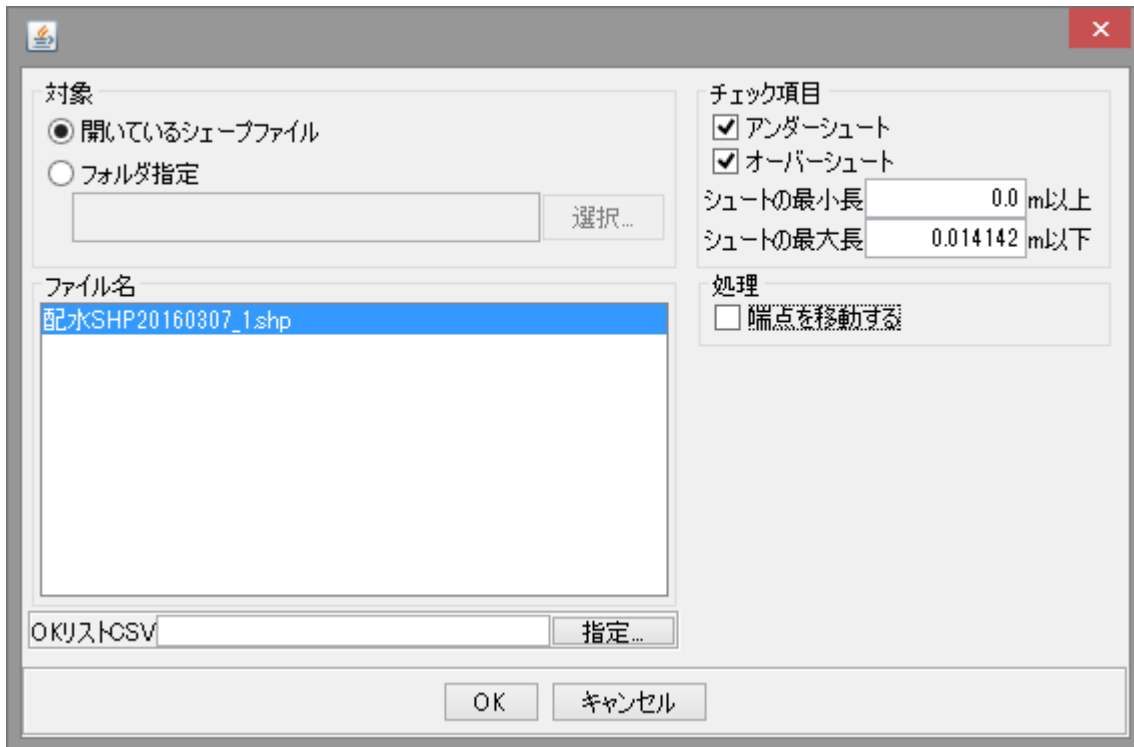 対象
開いているシェープファイル
フォルダ指定
選択...
ファイル名
配水SHP20160307_1.shp
OKリストCSV
指定...
チェック項目
アンダーシュート
オーバーシュート
シュートの最小長 0.0 m以上
シュートの最大長 0.014142 m以下
処理
端点を移動する
OK
キャンセル